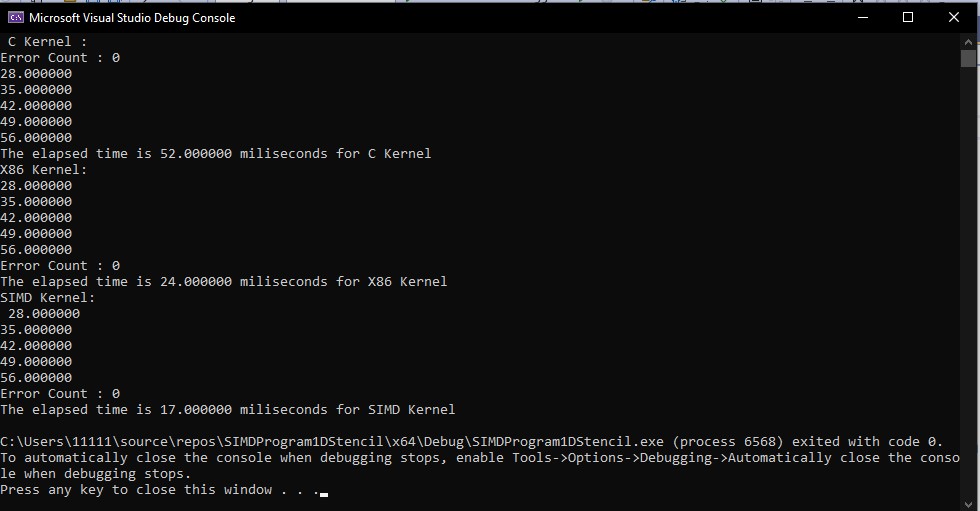 Microsoft Visual Studio Debug Console
C Kernel :
Error Count : 0
28.000000
35.000000
42.000000
49.000000
56.000000
The elapsed time is 52.000000 miliseconds for C Kernel
X86 Kernel:
28.000000
35.000000
42.000000
49.000000
56.000000
Error Count : 0
The elapsed time is 24.000000 miliseconds for X86 Kernel
SIMD Kernel:
28.000000
35.000000
42.000000
49.000000
56.000000
Error Count : 0
The elapsed time is 17.000000 miliseconds for SIMD Kernel
C:\Users\11111\source\repos\SIMDProgram1DStencil\x64\Debug\SIMDProgram1DStencil.exe (process 6568) exited with code 0.
To automatically close the console when debugging stops, enable Tools->Options->Debugging->Automatically close the conso
le when debugging stops.
Press any key to close this window . . .